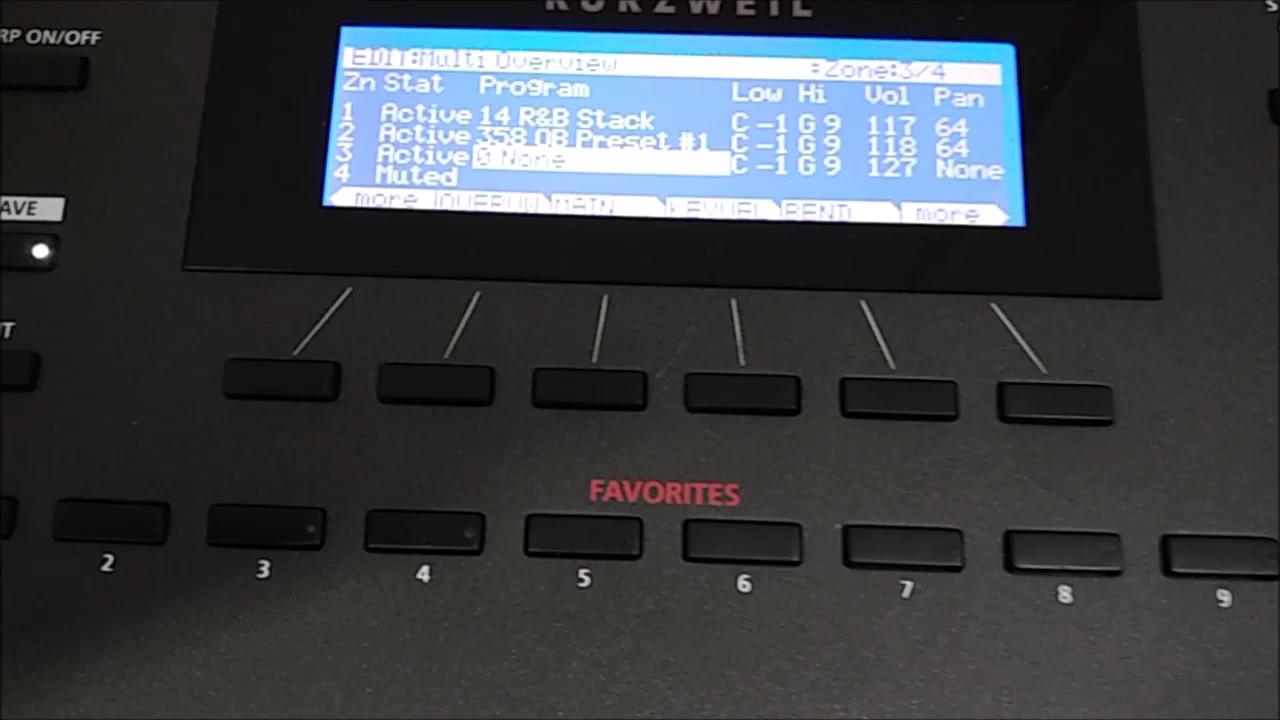 KURZWEIL
RP ON/OFF
EDIT:Multi Overview :Zone:3/4
Zn Stat Program Low Hi Vol Pan
1 Active 14 R&B Stack C -1 G 9 117 64
2 Active 358 OB Preset #1 C -1 G 9 118 64
3 Active 0 None C -1 G 9 127 None
4 Muted
more OVERVW MAIN KEYVEL BEND more
AVE
T
FAVORITES
2 3 4 5 6 7 8 9